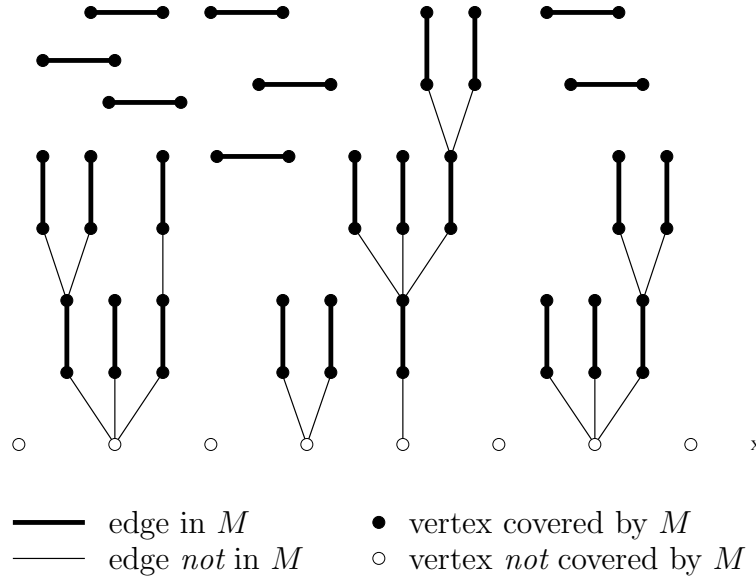 x
edge in M
vertex covered by M
edge not in M
vertex not covered by M